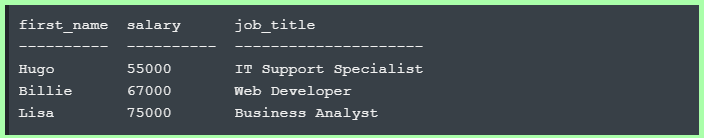 first_name  salary      job_title
----------  ----------  ---------------------
Hugo        55000       IT Support Specialist
Billie      67000       Web Developer
Lisa        75000       Business Analyst